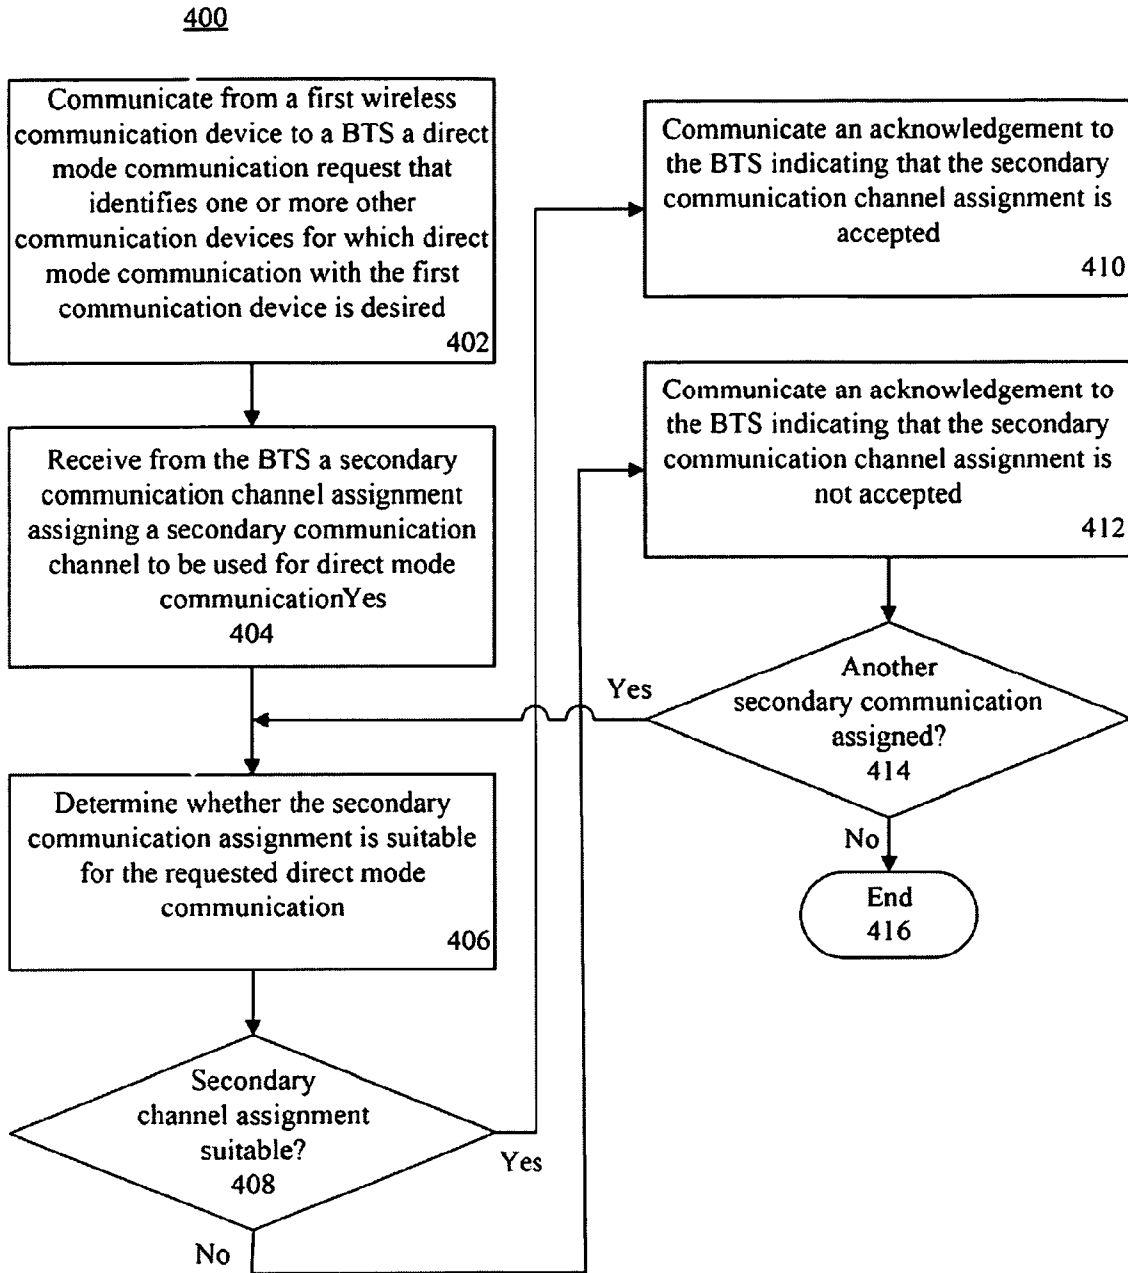 400
Communicate from a first wireless
communication device to a BTS a direct
mode communication request that
identifies one or more other
communication devices for which direct
mode communication with the first
communication device is desired
402
Receive from the BTS a secondary
communication channel assignment
assigning a secondary communication
channel to be used for direct mode
communicationYes
404
Determine whether the secondary
communication assignment is suitable
for the requested direct mode
communication
406
Secondary
channel assignment
suitable?
408
Yes
No
Communicate an acknowledgement to
the BTS indicating that the secondary
communication channel assignment is
accepted
410
Communicate an acknowledgement to
the BTS indicating that the secondary
communication channel assignment is
not accepted
412
Another
secondary communication
assigned?
414
Yes
No
End
416